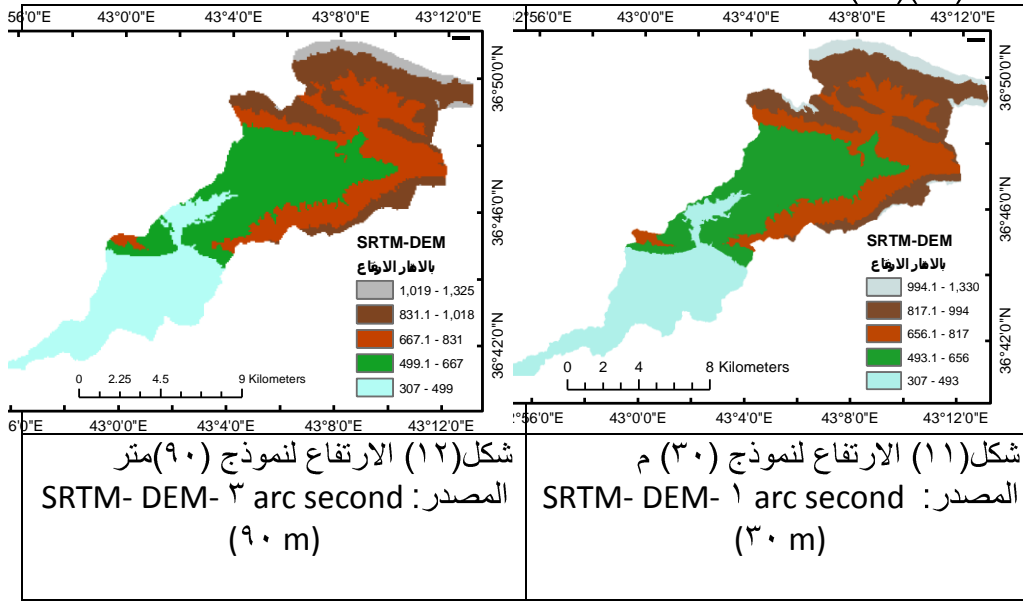 56'0"E 43°0'0"E 43°4'0"E 43°8'0"E 43°12'0"E
36°50'0"N
36°46'0"N
36°42'0"N
SRTM-DEM
1,019 - 1,325
831.1 - 1,018
667.1 - 831
499.1 - 667
307 - 499
0 2.25 4.5 9 Kilometers
6'0"E 43°0'0"E 43°4'0"E 43°8'0"E 43°12'0"E
2°56'0"E 43°0'0"E 43°4'0"E 43°8'0"E 43°12'0"E
36°50'0"N
36°46'0"N
36°42'0"N
SRTM-DEM
994.1 - 1,330
817.1 - 994
656.1 - 817
493.1 - 656
307 - 493
0 2 4 8 Kilometers
°56'0"E 43°0'0"E 43°4'0"E 43°8'0"E 43°12'0"E
شكل(١١) الارتفاع لنموذج (٣٠) م
المصدر: SRTM- DEM- ١ arc second
(٣٠ m)
شكل(١٢) الارتفاع لنموذج (٩٠)متر
المصدر: SRTM- DEM- ٣ arc second
(٩٠ m)